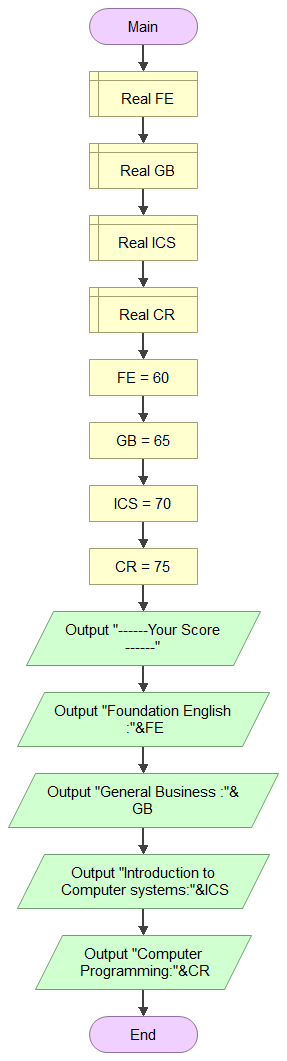 Main
Real FE
Real GB
Real ICS
Real CR
FE = 60
GB = 65
ICS = 70
CR = 75
Output "------Your Score
------"
Output "Foundation English
:"&FE
Output "General Business :"&
GB
Output "Introduction to
Computer systems:"&ICS
Output "Computer
Programming:"&CR
End